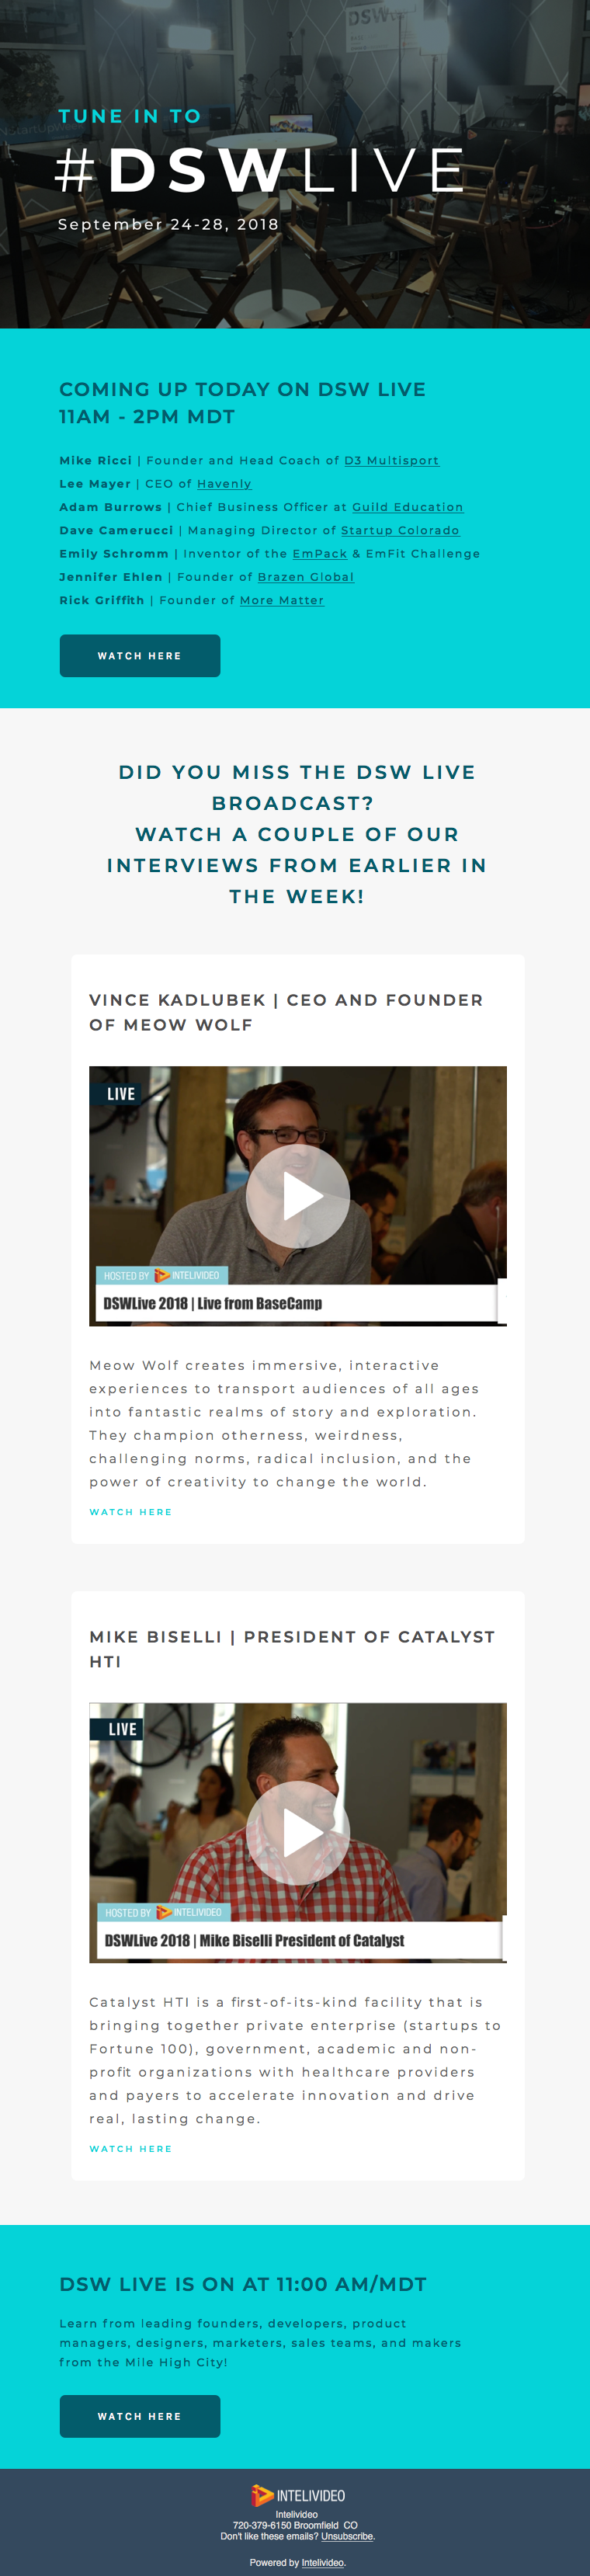 DSW
NStartUpWeek
TUNE IN TO
#DSWLIVE
September 24-28, 2018
COMING UP TODAY ON DSW LIVE
11AM - 2PM MDT
Mike Ricci | Founder and Head Coach of D3 Multisport
Lee Mayer | CEO of Havenly
Adam Burrows | Chief Business Officer at Guild Education
Dave Camerucci | Managing Director of Startup Colorado
Emily Schromm | Inventor of the EmPack & EmFit Challenge
Jennifer Ehlen | Founder of Brazen Global
Rick Griffith | Founder of More Matter
WATCH HERE
DID YOU MISS THE DSW LIVE
BROADCAST?
WATCH A COUPLE OF OUR
INTERVIEWS FROM EARLIER IN
THE WEEK!
VINCE KADLUBEK | CEO AND FOUNDER
OF MEOW WOLF
LIVE
HOSTED BY INTELIVIDEO
DSWLive 2018 | Live from BaseCamp
Meow Wolf creates immersive, interactive
experiences to transport audiences of all ages
into fantastic realms of story and exploration.
They champion otherness, weirdness,
challenging norms, radical inclusion, and the
power of creativity to change the world.
WATCH HERE
MIKE BISELLI | PRESIDENT OF CATALYST
HTI
LIVE
HOSTED BY INTELIVIDEO
DSWLive 2018 | Mike Biselli President of Catalyst
Catalyst HTI is a first-of-its-kind facility that is
bringing together private enterprise (startups to
Fortune 100), government, academic and non-
profit organizations with healthcare providers
and payers to accelerate innovation and drive
real, lasting change.
WATCH HERE
DSW LIVE IS ON AT 11:00 AM/MDT
Learn from leading founders, developers, product
managers, designers, marketers, sales teams, and makers
from the Mile High City!
WATCH HERE
INTELIVIDEO
Intelivideo
720-379-6150 Broomfield CO
Don't like these emails? Unsubscribe.
Powered by Intelivideo.